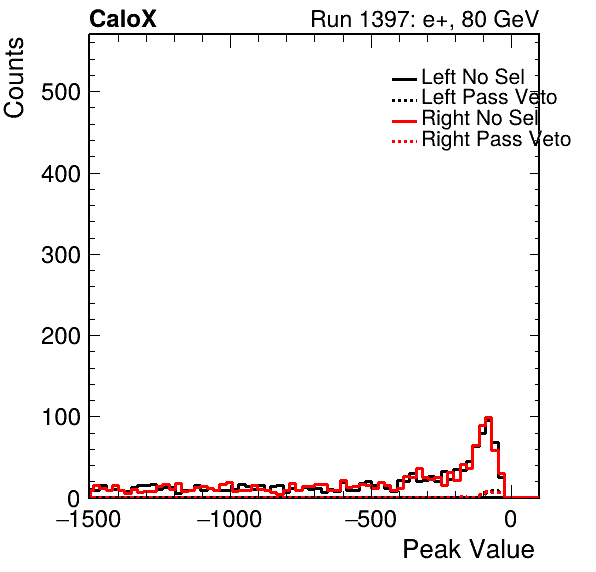 CaloX Run 1397: e+, 80 GeV
Counts
Left No Sel
Left Pass Veto
Right No Sel
Right Pass Veto
500
400
300
200
100
0
−1500 −1000 −500 0
Peak Value